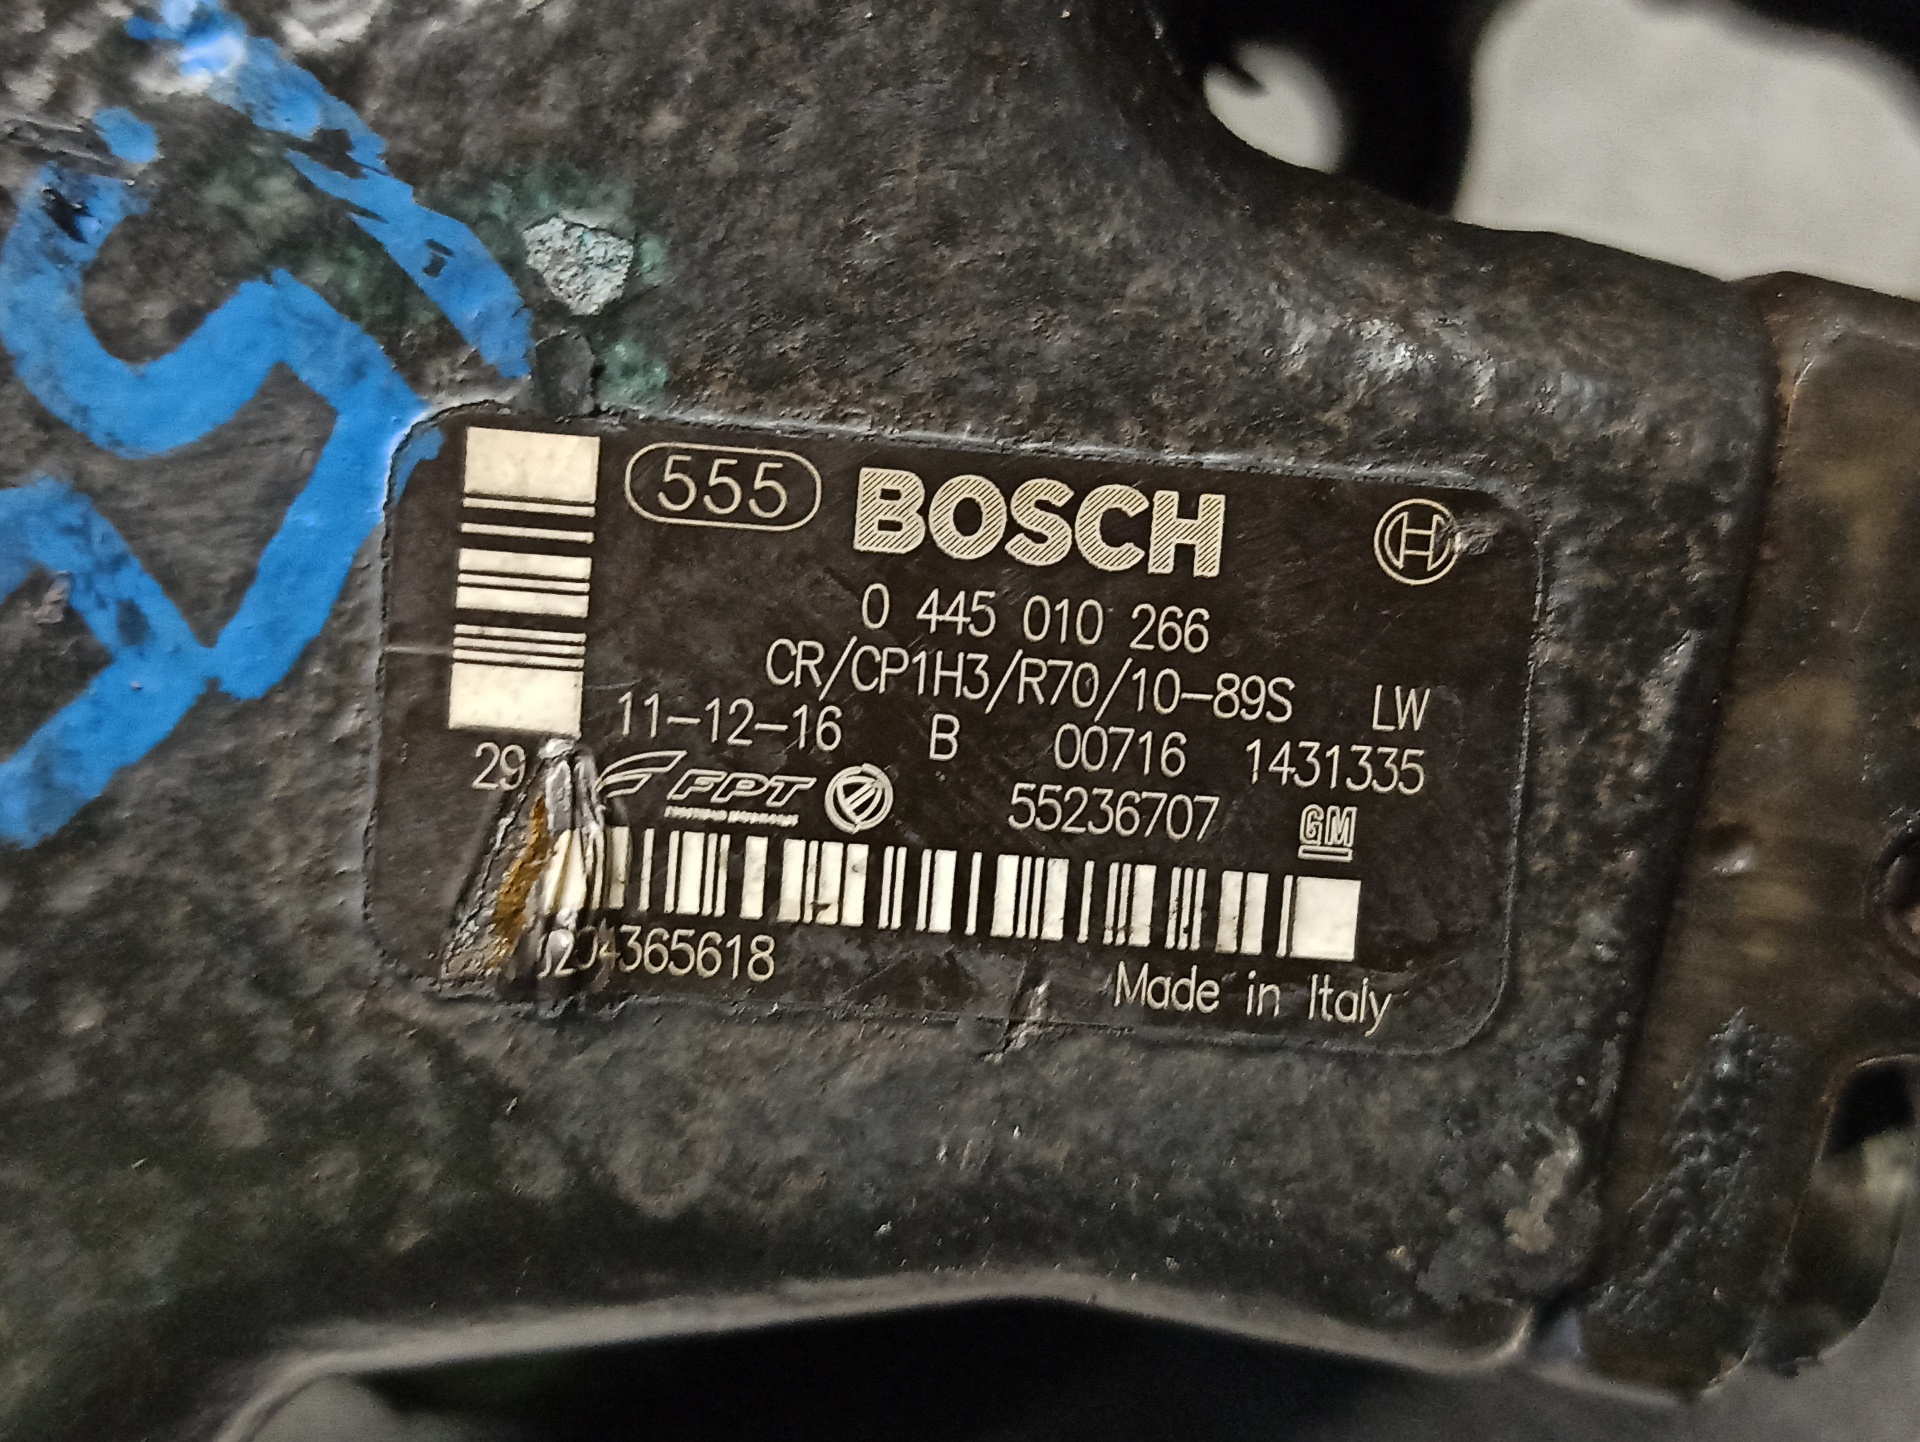 555 BOSCH
0 445 010 266
CR/CP1H3/R70/10-89S LW
11-12-16 B 00716 1431335
29 FPT 55236707 GM
365618
Made in Italy